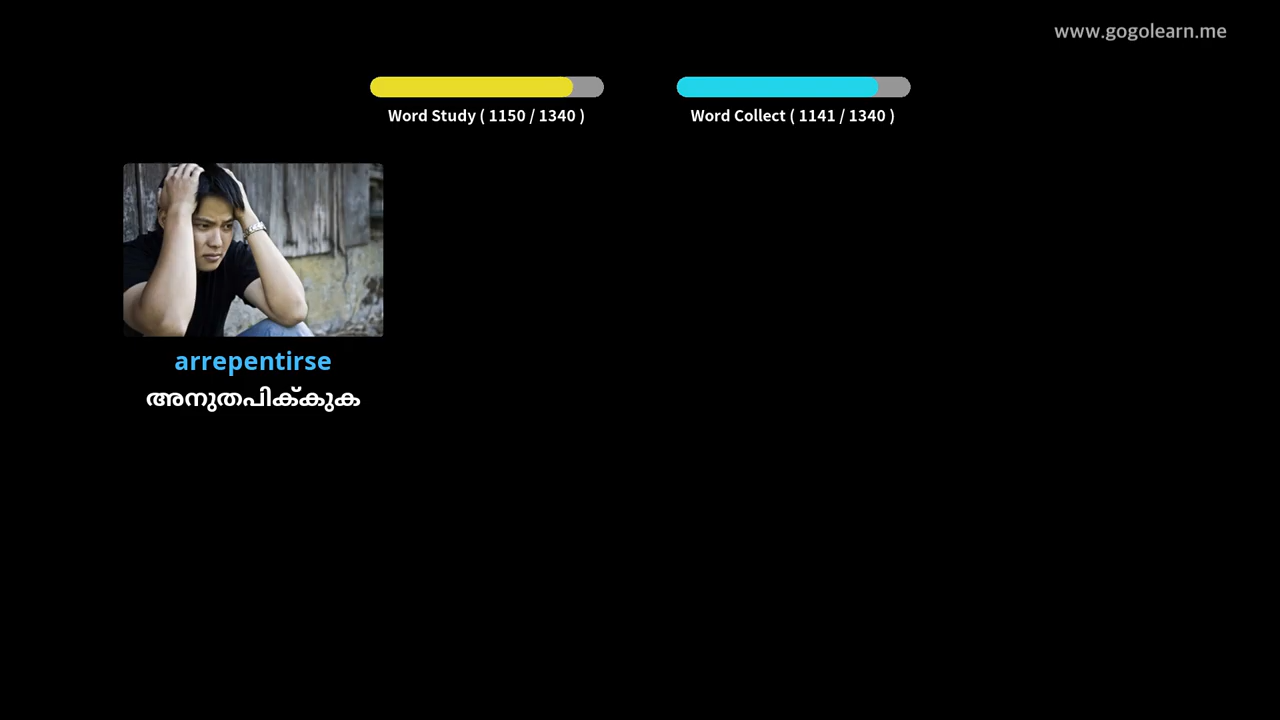 www.gogolearn.me
Word Study ( 1150 / 1340 )
Word Collect ( 1141 / 1340 )
arrepentirse
അനുതപിക്കുക